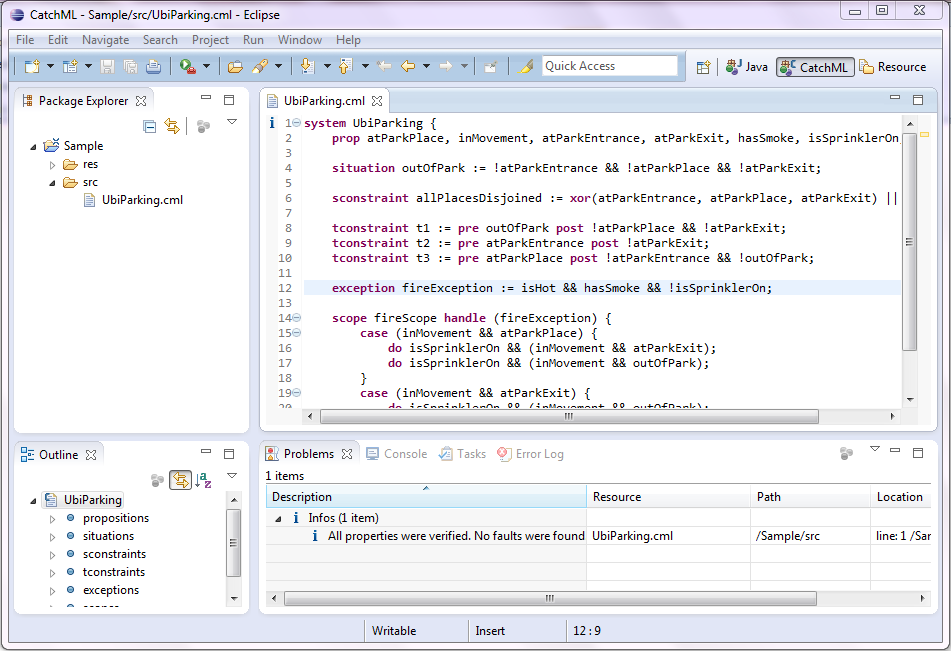 CatchML - Sample/src/UbiParking.cml - Eclipse
File Edit Navigate Search Project Run Window Help
Quick Access
Java
CatchML
Resource
Package Explorer
Sample
res
src
UbiParking.cml
UbiParking.cml
1 system UbiParking {
2 prop atParkPlace, inMovement, atParkEntrance, atParkExit, hasSmoke, isSprinklerOn,
3
4 situation outOfPark := !atParkEntrance && !atParkPlace && !atParkExit;
5
6 sconstraint allPlacesDisjoined := xor(atParkEntrance, atParkPlace, atParkExit) ||
7
8 tconstraint t1 := pre outOfPark post !atParkPlace && !atParkExit;
9 tconstraint t2 := pre atParkEntrance post !atParkExit;
10 tconstraint t3 := pre atParkPlace post !atParkEntrance && !outOfPark;
11
12 exception fireException := isHot && hasSmoke && !isSprinklerOn;
13
14 scope fireScope handle (fireException) {
15 case (inMovement && atParkPlace) {
16 do isSprinklerOn && (inMovement && atParkExit);
17 do isSprinklerOn && (inMovement && outOfPark);
18 }
19 case (inMovement && atParkExit) {
20 do isSprinklerOn && (inMovement && outOfPark);
Outline
UbiParking
propositions
situations
sconstraints
tconstraints
exceptions
scopes
Problems Console Tasks Error Log
1 items
Description Resource Path Location
Infos (1 item)
All properties were verified. No faults were found UbiParking.cml /Sample/src line: 1 /Sar
Writable Insert 12 : 9